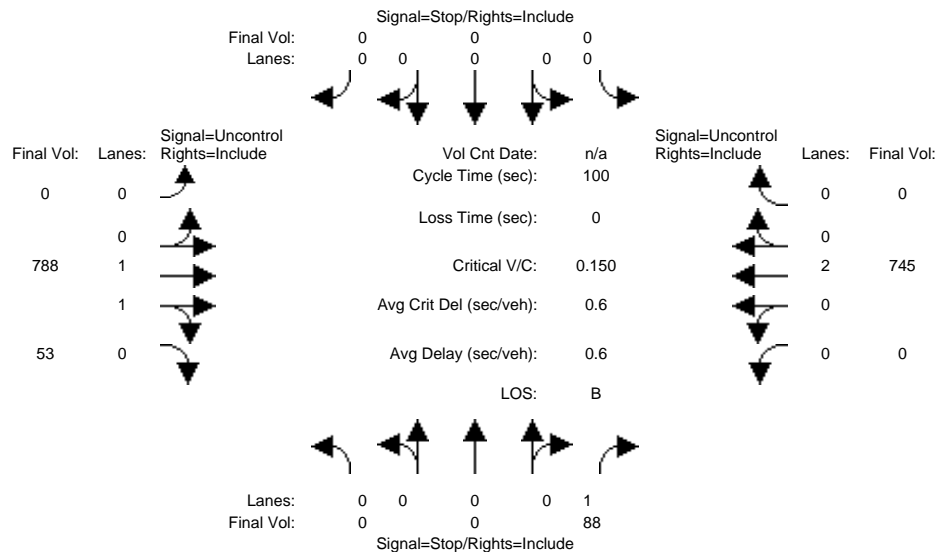 Signal=Stop/Rights=Include
Final Vol: 0 0 0
Lanes: 0 0 0 0 0
Signal=Uncontrol
Final Vol: Lanes: Rights=Include
Vol Cnt Date: n/a
Signal=Uncontrol
Rights=Include Lanes: Final Vol:
Cycle Time (sec): 100
0 0
0 0
Loss Time (sec): 0
0
0
788 1
Critical V/C: 0.150
2 745
1
Avg Crit Del (sec/veh): 0.6
0
53 0
Avg Delay (sec/veh): 0.6
0 0
LOS: B
Lanes: 0 0 0 0 1
Final Vol: 0 0 88
Signal=Stop/Rights=Include